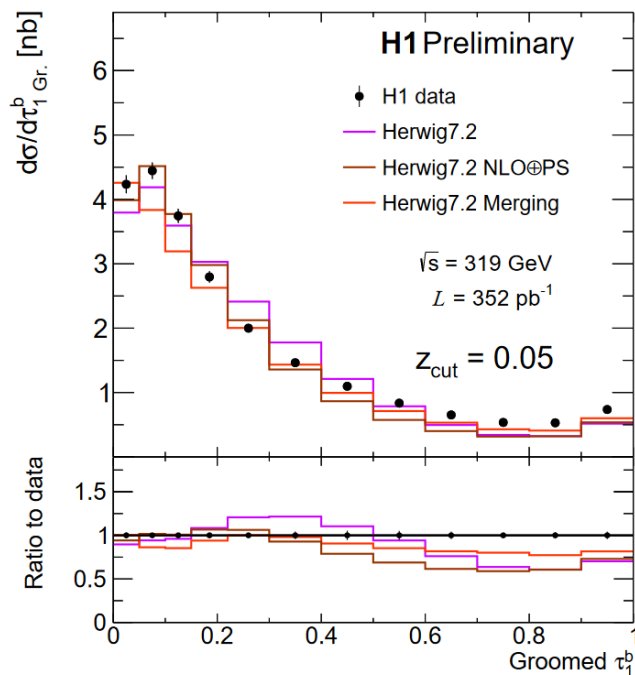 H1 Preliminary
dσ/dτ₁ᵇ Gr. [nb]
H1 data
Herwig7.2
Herwig7.2 NLO⊕PS
Herwig7.2 Merging
√s = 319 GeV
L = 352 pb⁻¹
z_cut = 0.05
6
5
4
3
2
1
Ratio to data
1.5
1
0.5
0
0 0.2 0.4 0.6 0.8 1
Groomed τ₁ᵇ